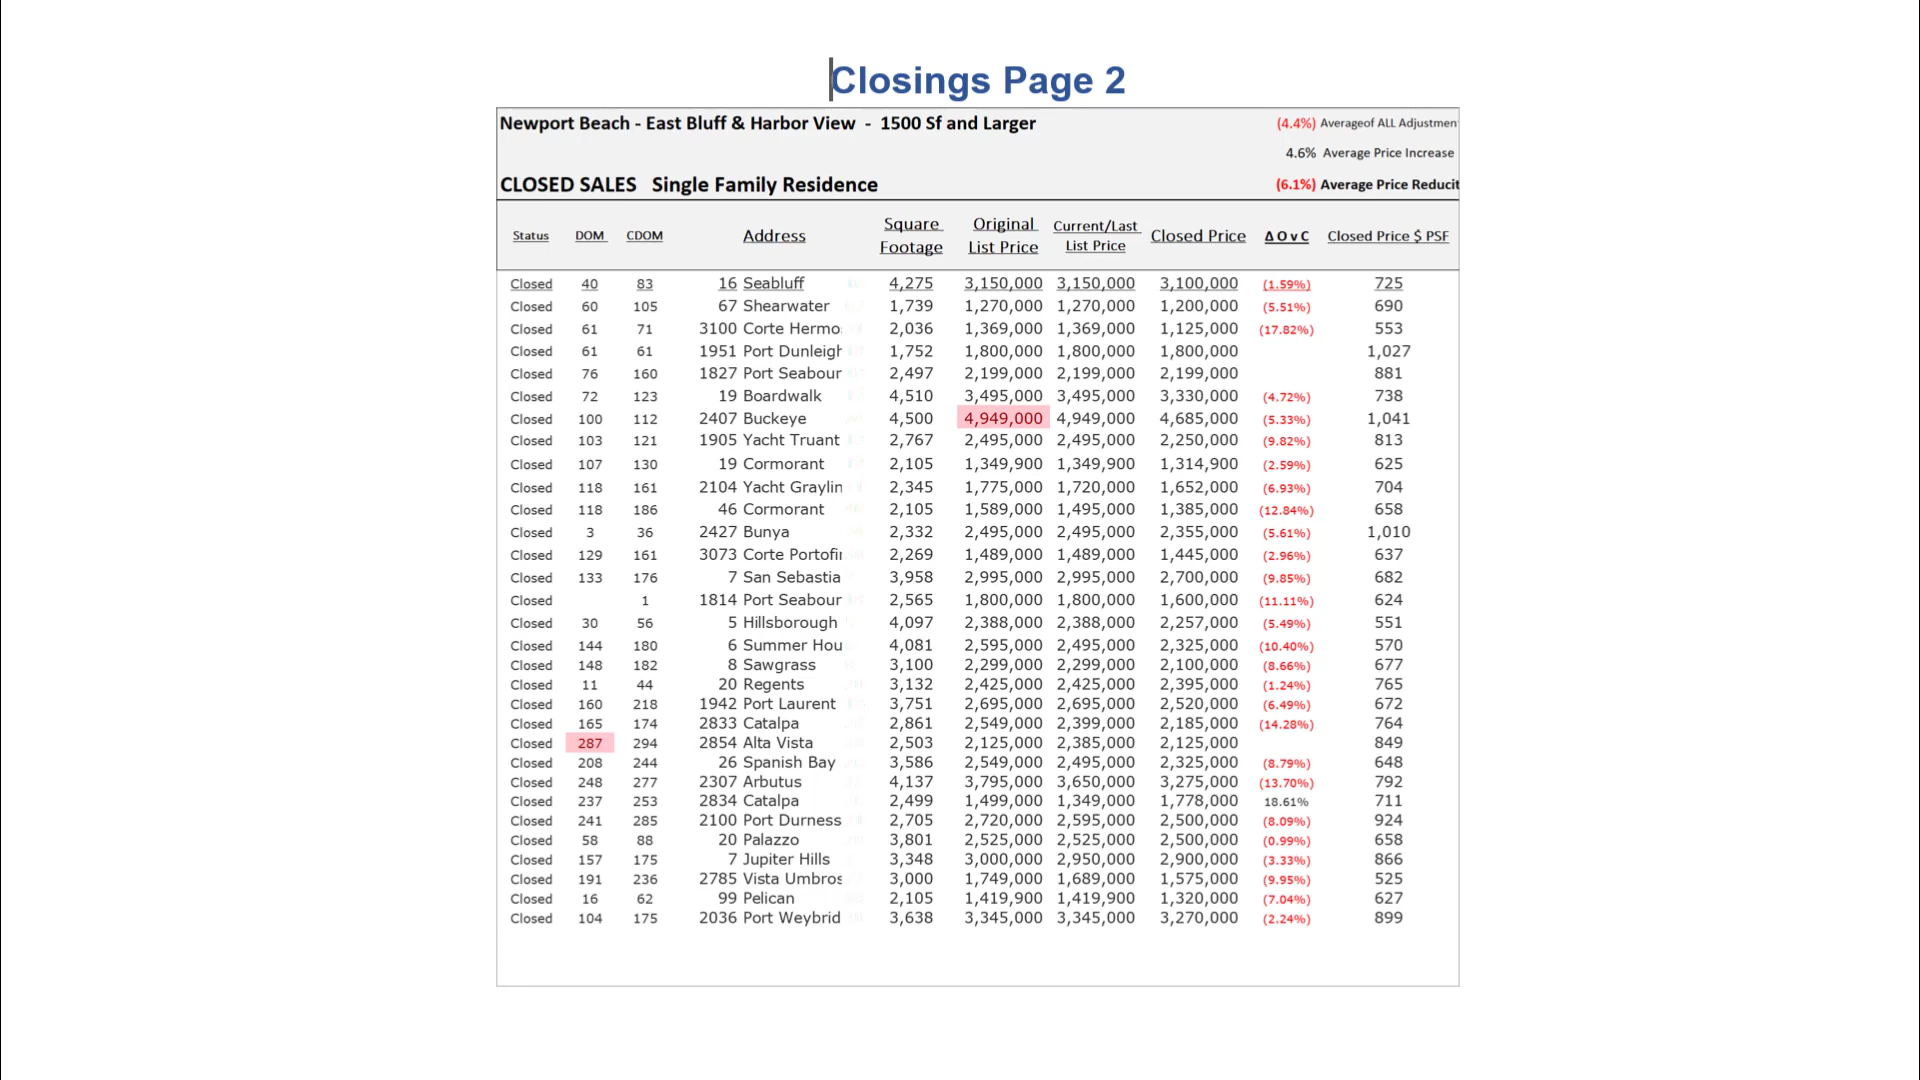 Closings Page 2
Newport Beach - East Bluff & Harbor View - 1500 Sf and Larger (4.4%) Averageof ALL Adjustmen
4.6% Average Price Increase
CLOSED SALES Single Family Residence (6.1%) Average Price Reducit
Status DOM CDOM Address Square Footage Original List Price Current/Last List Price Closed Price Δ O v C Closed Price $ PSF
Closed 40 83 16 Seabluff 4,275 3,150,000 3,150,000 3,100,000 (1.59%) 725
Closed 60 105 67 Shearwater 1,739 1,270,000 1,270,000 1,200,000 (5.51%) 690
Closed 61 71 3100 Corte Hermo 2,036 1,369,000 1,369,000 1,125,000 (17.82%) 553
Closed 61 61 1951 Port Dunleigh 1,752 1,800,000 1,800,000 1,800,000 1,027
Closed 76 160 1827 Port Seabour 2,497 2,199,000 2,199,000 2,199,000 881
Closed 72 123 19 Boardwalk 4,510 3,495,000 3,495,000 3,330,000 (4.72%) 738
Closed 100 112 2407 Buckeye 4,500 4,949,000 4,949,000 4,685,000 (5.33%) 1,041
Closed 103 121 1905 Yacht Truant 2,767 2,495,000 2,495,000 2,250,000 (9.82%) 813
Closed 107 130 19 Cormorant 2,105 1,349,900 1,349,900 1,314,900 (2.59%) 625
Closed 118 161 2104 Yacht Graylin 2,345 1,775,000 1,720,000 1,652,000 (6.93%) 704
Closed 118 186 46 Cormorant 2,105 1,589,000 1,495,000 1,385,000 (12.84%) 658
Closed 3 36 2427 Bunya 2,332 2,495,000 2,495,000 2,355,000 (5.61%) 1,010
Closed 129 161 3073 Corte Portofi 2,269 1,489,000 1,489,000 1,445,000 (2.96%) 637
Closed 133 176 7 San Sebastia 3,958 2,995,000 2,995,000 2,700,000 (9.85%) 682
Closed 1 1814 Port Seabour 2,565 1,800,000 1,800,000 1,600,000 (11.11%) 624
Closed 30 56 5 Hillsborough 4,097 2,388,000 2,388,000 2,257,000 (5.49%) 551
Closed 144 180 6 Summer Hou 4,081 2,595,000 2,495,000 2,325,000 (10.40%) 570
Closed 148 182 8 Sawgrass 3,100 2,299,000 2,299,000 2,100,000 (8.66%) 677
Closed 11 44 20 Regents 3,132 2,425,000 2,425,000 2,395,000 (1.24%) 765
Closed 160 218 1942 Port Laurent 3,751 2,695,000 2,695,000 2,520,000 (6.49%) 672
Closed 165 174 2833 Catalpa 2,861 2,549,000 2,399,000 2,185,000 (14.28%) 764
Closed 287 294 2854 Alta Vista 2,503 2,125,000 2,385,000 2,125,000 849
Closed 208 244 26 Spanish Bay 3,586 2,549,000 2,495,000 2,325,000 (8.79%) 648
Closed 248 277 2307 Arbutus 4,137 3,795,000 3,650,000 3,275,000 (13.70%) 792
Closed 237 253 2834 Catalpa 2,499 1,499,000 1,349,000 1,778,000 18.61% 711
Closed 241 285 2100 Port Durness 2,705 2,720,000 2,595,000 2,500,000 (8.09%) 924
Closed 58 88 20 Palazzo 3,801 2,525,000 2,525,000 2,500,000 (0.99%) 658
Closed 157 175 7 Jupiter Hills 3,348 3,000,000 2,950,000 2,900,000 (3.33%) 866
Closed 191 236 2785 Vista Umbros 3,000 1,749,000 1,689,000 1,575,000 (9.95%) 525
Closed 16 62 99 Pelican 2,105 1,419,900 1,419,900 1,320,000 (7.04%) 627
Closed 104 175 2036 Port Weybrid 3,638 3,345,000 3,345,000 3,270,000 (2.24%) 899